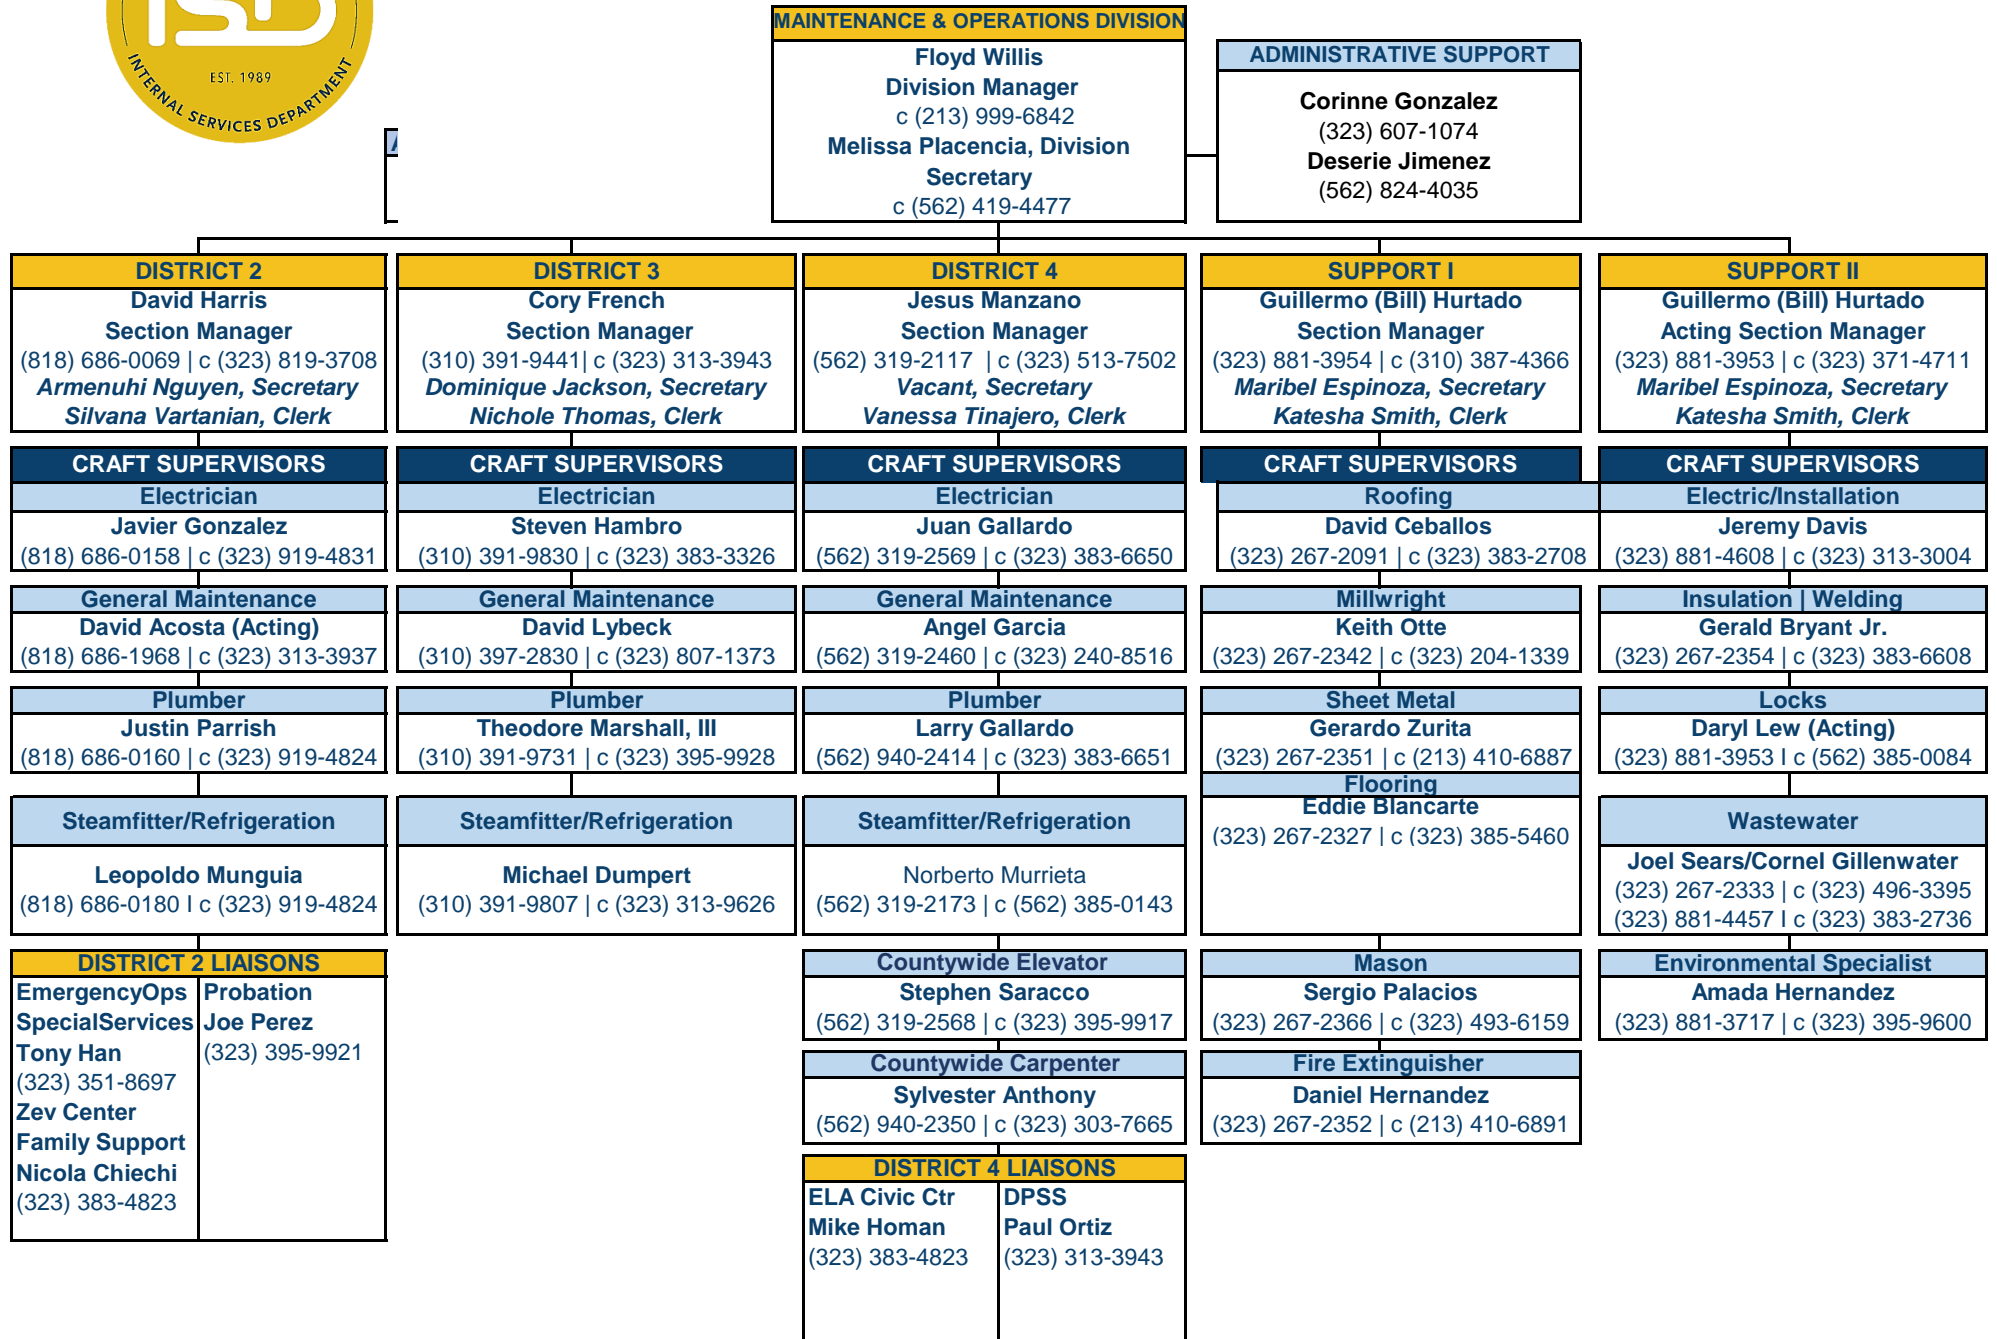 ISD
EST. 1989
INTERNAL SERVICES DEPARTMENT
MAINTENANCE & OPERATIONS DIVISION
Floyd Willis
Division Manager
c (213) 999-6842
Melissa Placencia, Division
Secretary
c (562) 419-4477
ADMINISTRATIVE SUPPORT
Corinne Gonzalez
(323) 607-1074
Deserie Jimenez
(562) 824-4035
DISTRICT 2
David Harris
Section Manager
(818) 686-0069 | c (323) 819-3708
Armenuhi Nguyen, Secretary
Silvana Vartanian, Clerk
CRAFT SUPERVISORS
Electrician
Javier Gonzalez
(818) 686-0158 | c (323) 919-4831
General Maintenance
David Acosta (Acting)
(818) 686-1968 | c (323) 313-3937
Plumber
Justin Parrish
(818) 686-0160 | c (323) 919-4824
Steamfitter/Refrigeration
Leopoldo Munguia
(818) 686-0180 I c (323) 919-4824
DISTRICT 2 LIAISONS
EmergencyOps
SpecialServices
Tony Han
(323) 351-8697
Zev Center
Family Support
Nicola Chiechi
(323) 383-4823
Probation
Joe Perez
(323) 395-9921
DISTRICT 3
Cory French
Section Manager
(310) 391-9441| c (323) 313-3943
Dominique Jackson, Secretary
Nichole Thomas, Clerk
CRAFT SUPERVISORS
Electrician
Steven Hambro
(310) 391-9830 | c (323) 383-3326
General Maintenance
David Lybeck
(310) 397-2830 | c (323) 807-1373
Plumber
Theodore Marshall, III
(310) 391-9731 | c (323) 395-9928
Steamfitter/Refrigeration
Michael Dumpert
(310) 391-9807 | c (323) 313-9626
DISTRICT 4
Jesus Manzano
Section Manager
(562) 319-2117 | c (323) 513-7502
Vacant, Secretary
Vanessa Tinajero, Clerk
CRAFT SUPERVISORS
Electrician
Juan Gallardo
(562) 319-2569 | c (323) 383-6650
General Maintenance
Angel Garcia
(562) 319-2460 | c (323) 240-8516
Plumber
Larry Gallardo
(562) 940-2414 | c (323) 383-6651
Steamfitter/Refrigeration
Norberto Murrieta
(562) 319-2173 | c (562) 385-0143
Countywide Elevator
Stephen Saracco
(562) 319-2568 | c (323) 395-9917
Countywide Carpenter
Sylvester Anthony
(562) 940-2350 | c (323) 303-7665
DISTRICT 4 LIAISONS
ELA Civic Ctr
Mike Homan
(323) 383-4823
DPSS
Paul Ortiz
(323) 313-3943
SUPPORT I
Guillermo (Bill) Hurtado
Section Manager
(323) 881-3954 | c (310) 387-4366
Maribel Espinoza, Secretary
Katesha Smith, Clerk
CRAFT SUPERVISORS
Roofing
David Ceballos
(323) 267-2091 | c (323) 383-2708
Millwright
Keith Otte
(323) 267-2342 | c (323) 204-1339
Sheet Metal
Gerardo Zurita
(323) 267-2351 | c (213) 410-6887
Flooring
Eddie Blancarte
(323) 267-2327 | c (323) 385-5460
Mason
Sergio Palacios
(323) 267-2366 | c (323) 493-6159
Fire Extinguisher
Daniel Hernandez
(323) 267-2352 | c (213) 410-6891
SUPPORT II
Guillermo (Bill) Hurtado
Acting Section Manager
(323) 881-3953 | c (323) 371-4711
Maribel Espinoza, Secretary
Katesha Smith, Clerk
CRAFT SUPERVISORS
Electric/Installation
Jeremy Davis
(323) 881-4608 | c (323) 313-3004
Insulation | Welding
Gerald Bryant Jr.
(323) 267-2354 | c (323) 383-6608
Locks
Daryl Lew (Acting)
(323) 881-3953 I c (562) 385-0084
Wastewater
Joel Sears/Cornel Gillenwater
(323) 267-2333 | c (323) 496-3395
(323) 881-4457 I c (323) 383-2736
Environmental Specialist
Amada Hernandez
(323) 881-3717 | c (323) 395-9600